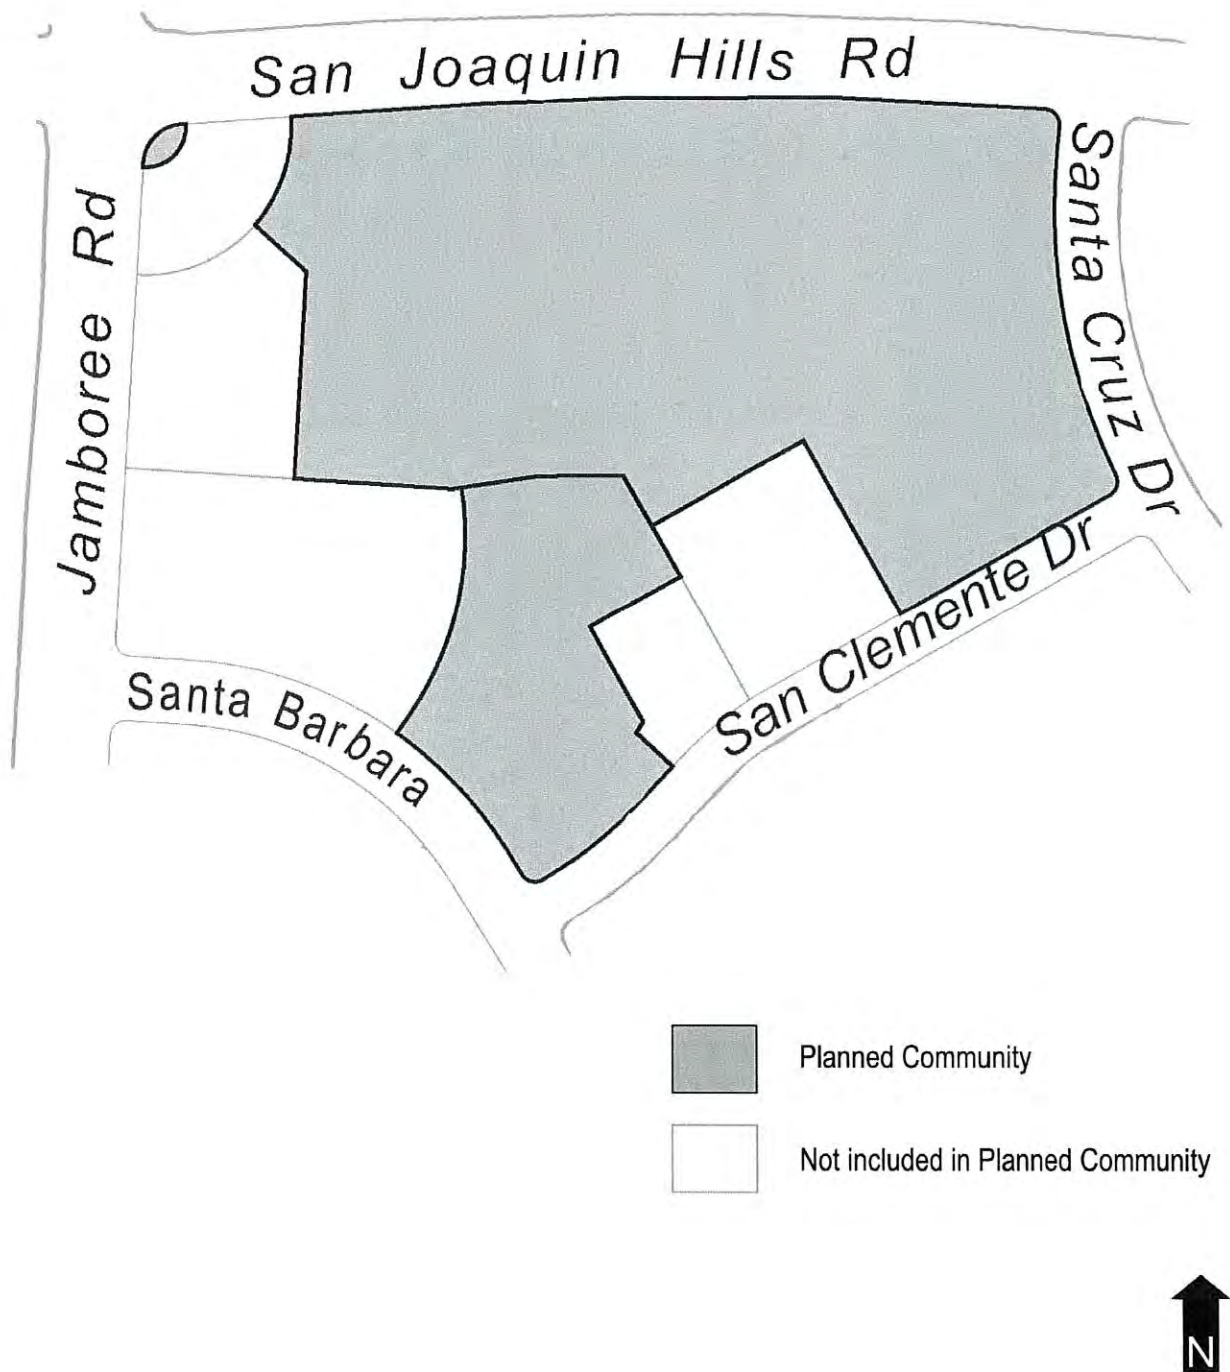 San Joaquin Hills Rd
Santa Cruz Dr
Jamboree Rd
San Clemente Dr
Santa Barbara
Planned Community
Not included in Planned Community
N